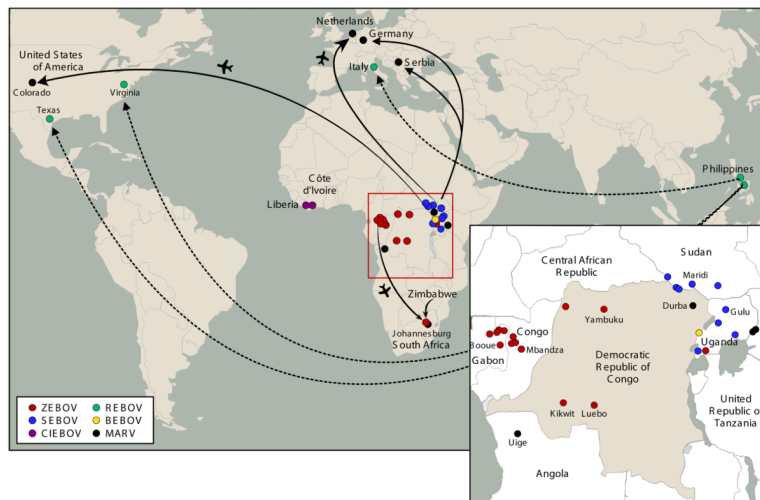 Netherlands
Germany
United States
of America
Italy
Serbia
Colorado
Virginia
Texas
Philippines
Côte
d'Ivoire
Liberia
Zimbabwe
Johannesburg
South Africa
ZEBOV
REBOV
SEBOV
BEBOV
CIEBOV
MARV
Sudan
Central African
Republic
Maridi
Durba
Gulu
Yambuku
Congo
Uganda
Booue
Mbandza
Gabon
Democratic
Republic of
Congo
United
Republic of
Tanzania
Kikwit
Luebo
Uige
Angola